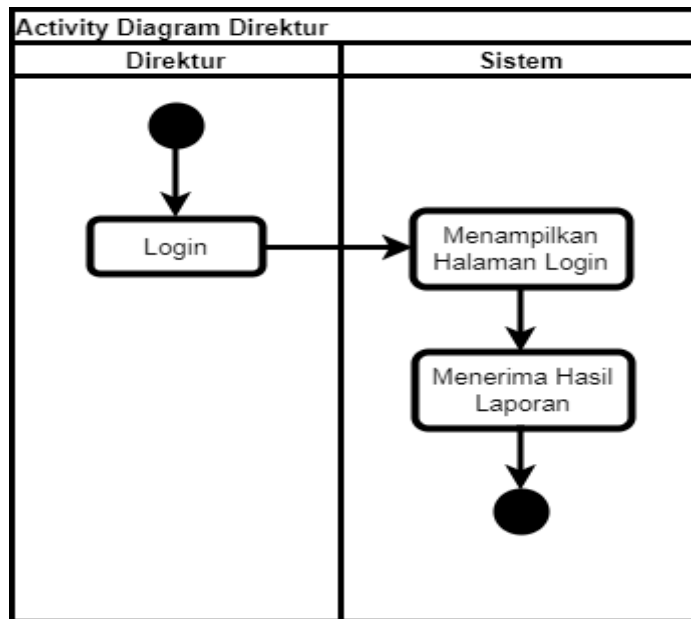 Activity Diagram Direktur
Direktur
Sistem
Login
Menampilkan
Halaman Login
Menerima Hasil
Laporan